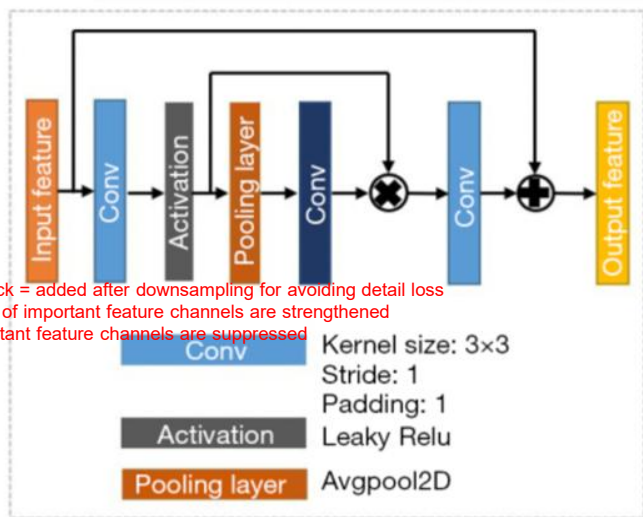 Input feature
Conv
Activation
Pooling layer
Conv
Conv
Output feature
ck = added after downsampling for avoiding detail loss
of important feature channels are strengthened
tant feature channels are suppressed
Conv
Kernel size: 3×3
Stride: 1
Padding: 1
Activation
Leaky Relu
Pooling layer
Avgpool2D